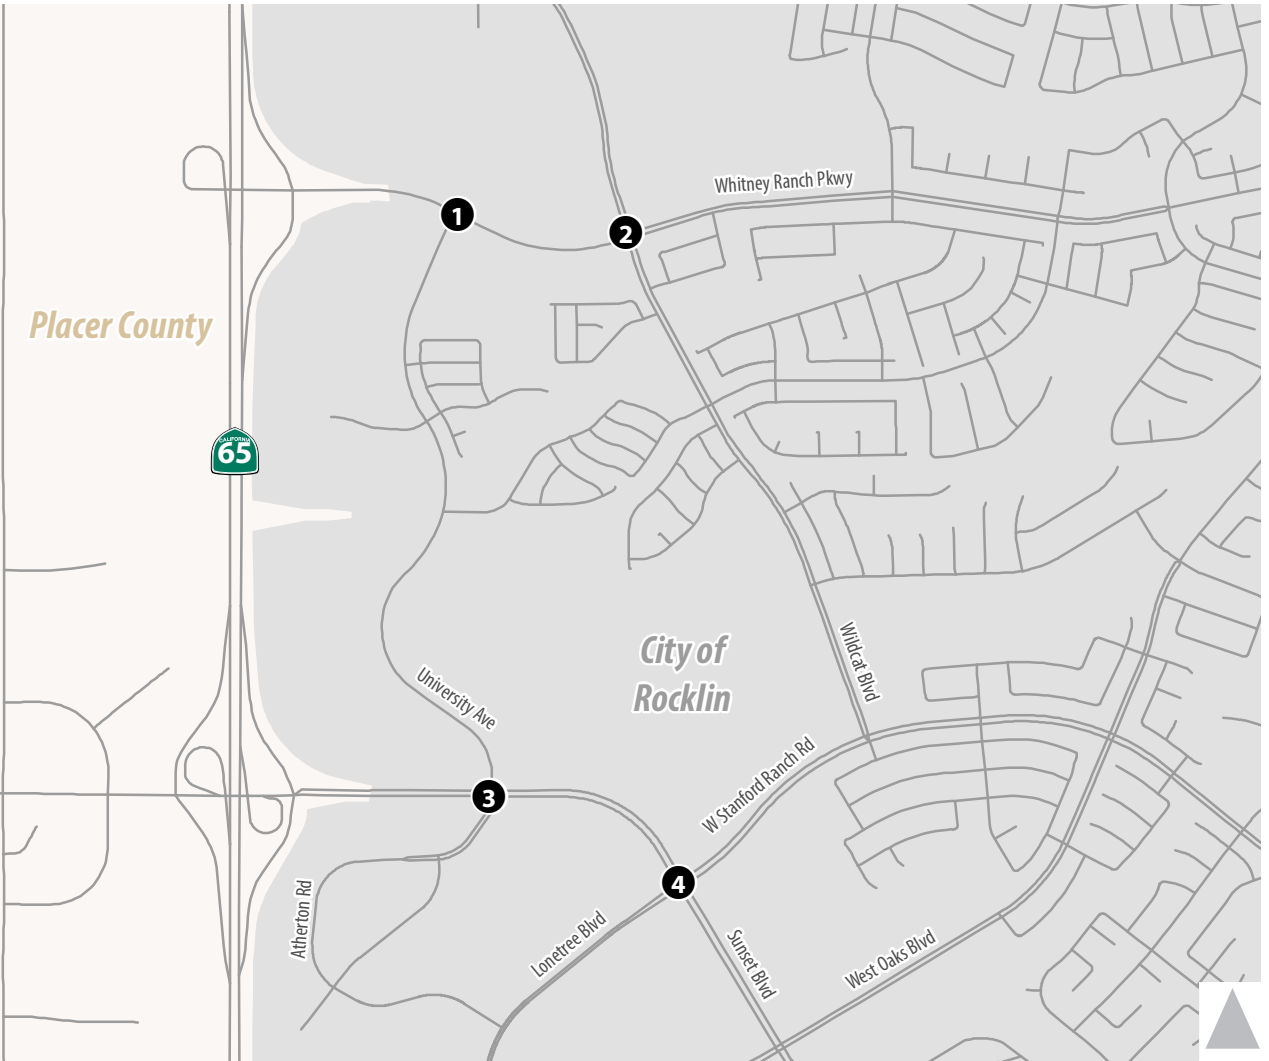 Whitney Ranch Pkwy
1
2
Placer County
CALIFORNIA
65
City of
Rocklin
Wildcat Blvd
University Ave
W Stanford Ranch Rd
3
4
Atherton Rd
Lonetree Blvd
Sunset Blvd
West Oaks Blvd